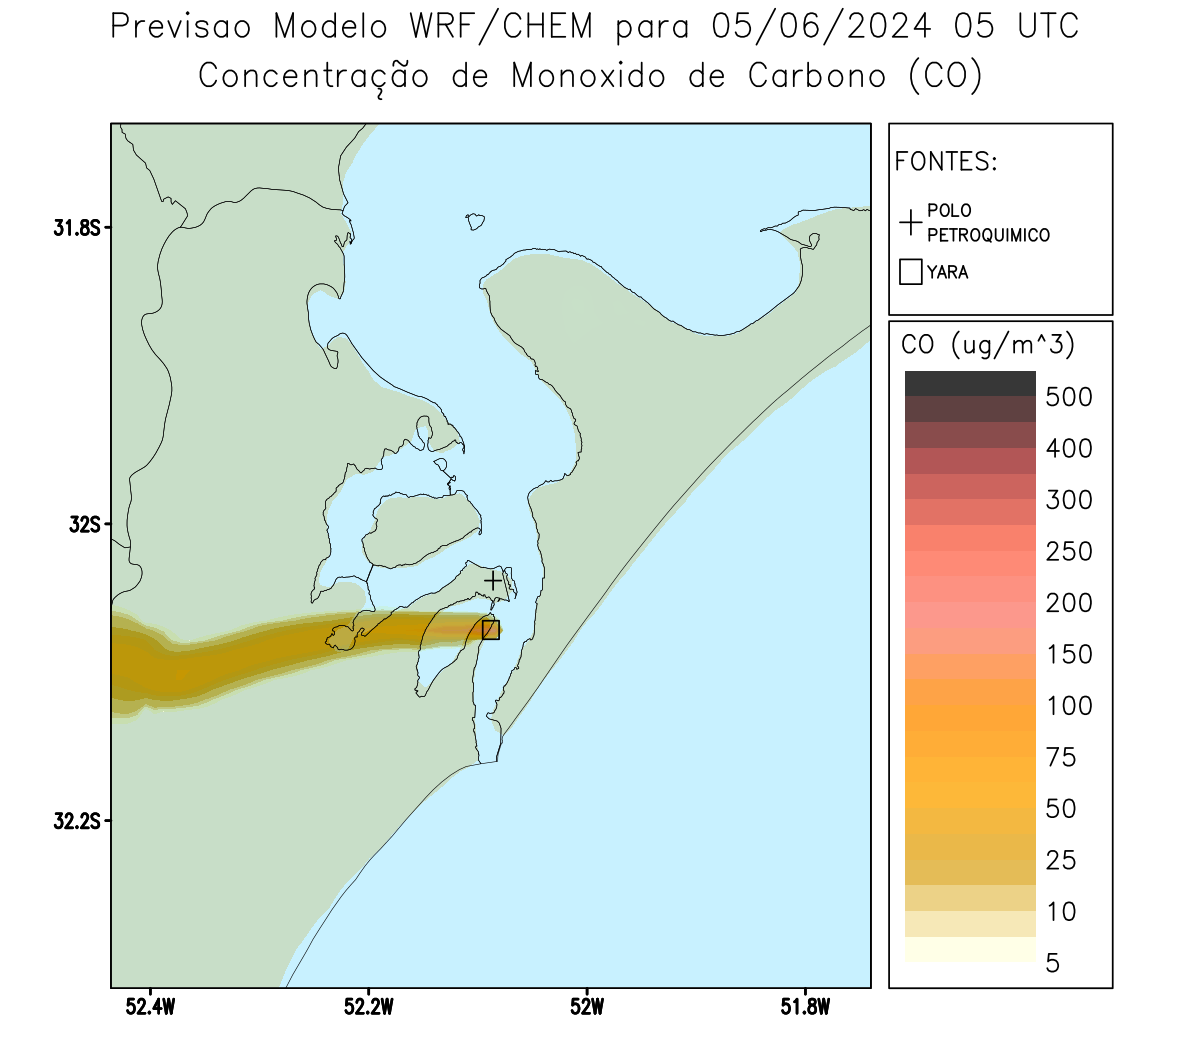 Previsao Modelo WRF/CHEM para 05/06/2024 05 UTC
Concentração de Monoxido de Carbono (CO)
FONTES:
POLO
PETROQUIMICO
YARA
CO (ug/m^3)
500
400
300
250
200
150
100
75
50
25
10
5
31.8S
32S
32.2S
52.4W
52.2W
52W
51.8W